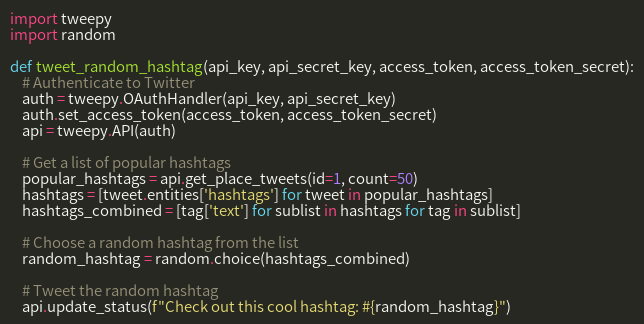 import tweepy
import random
def tweet_random_hashtag(api_key, api_secret_key, access_token, access_token_secret):
# Authenticate to Twitter
auth = tweepy.OAuthHandler(api_key, api_secret_key)
auth.set_access_token(access_token, access_token_secret)
api = tweepy.API(auth)
# Get a list of popular hashtags
popular_hashtags = api.get_place_tweets(id=1, count=50)
hashtags = [tweet.entities['hashtags'] for tweet in popular_hashtags]
hashtags_combined = [tag['text'] for sublist in hashtags for tag in sublist]
# Choose a random hashtag from the list
random_hashtag = random.choice(hashtags_combined)
# Tweet the random hashtag
api.update_status(f"Check out this cool hashtag: #{random_hashtag}")